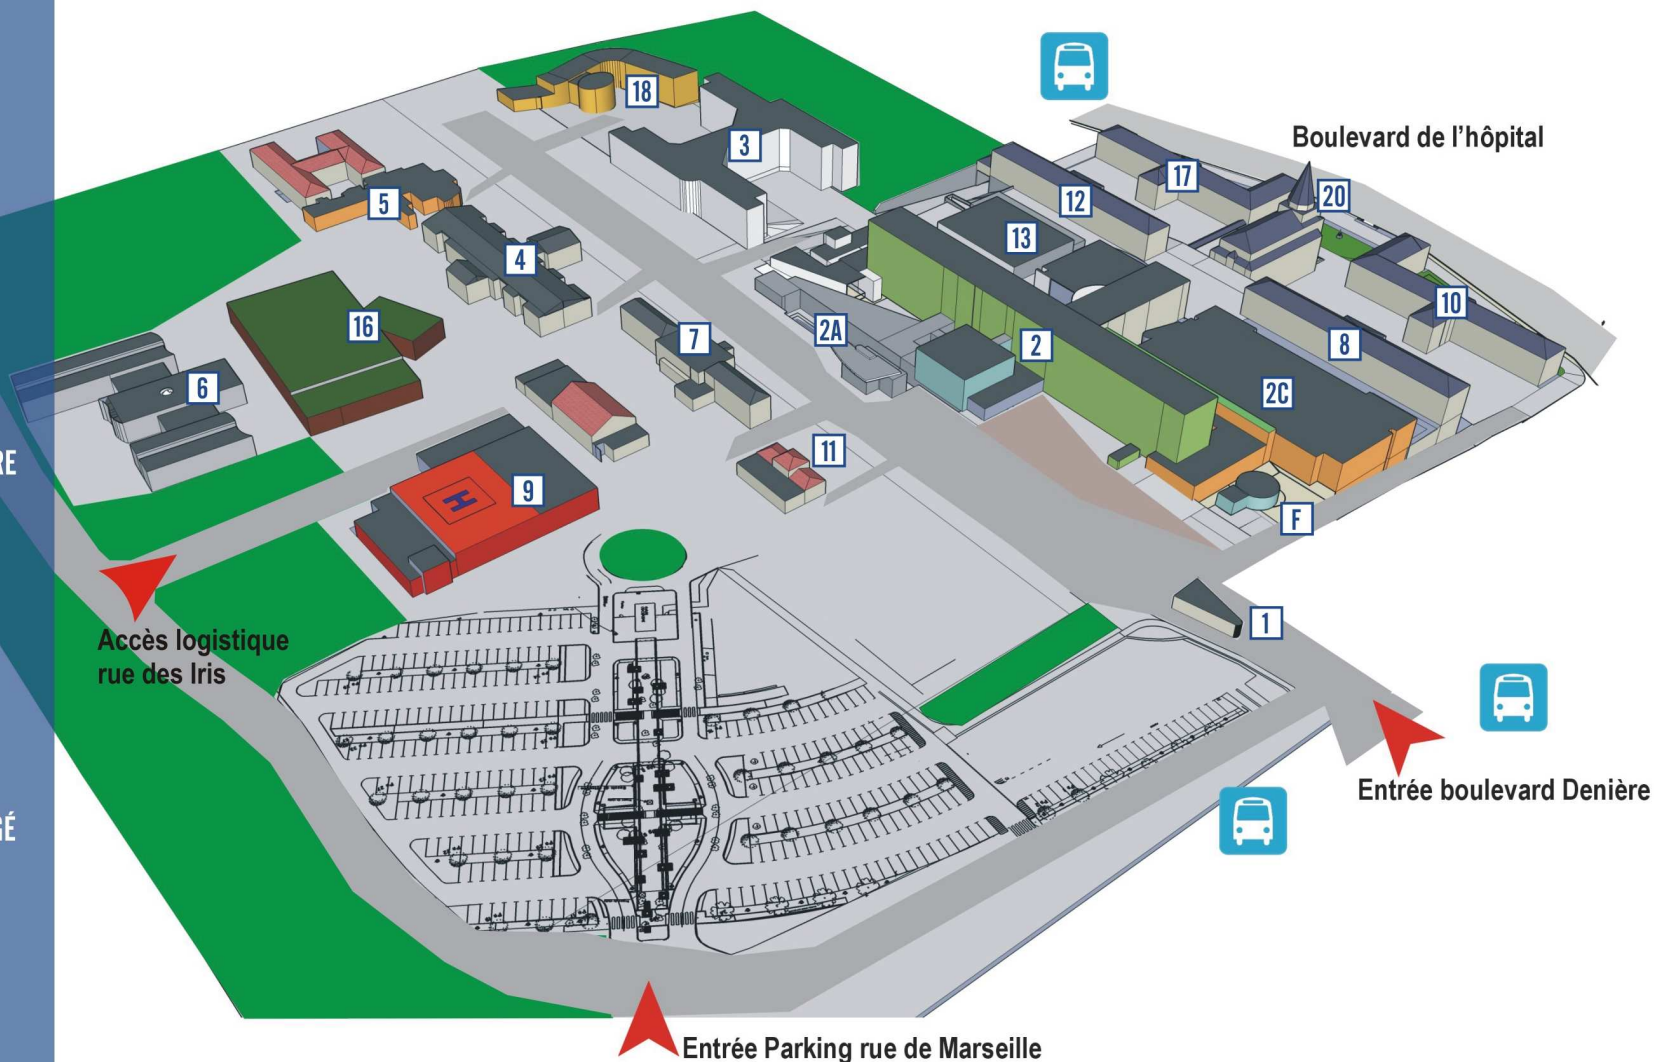 Boulevard de l’hôpital
18
3
17
12
20
5
13
4
10
16
7
2A
2
8
6
2C
RE
11
9
H
F
1
Accès logistique
rue des Iris
Entrée boulevard Denière
GÉ
Entrée Parking rue de Marseille